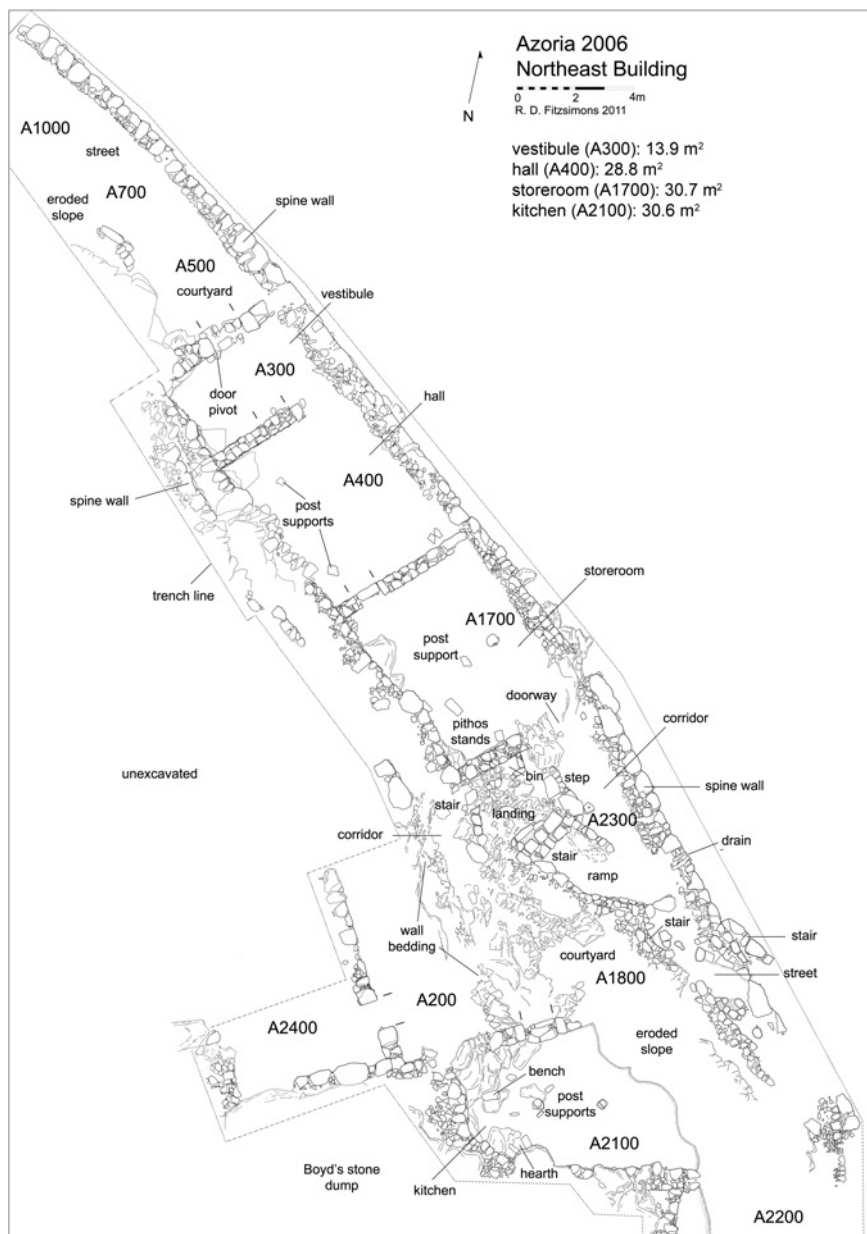 Azoria 2006
Northeast Building
N
0 2 4m
R. D. Fitzsimons 2011
vestibule (A300): 13.9 m²
hall (A400): 28.8 m²
storeroom (A1700): 30.7 m²
kitchen (A2100): 30.6 m²
A1000
street
A700
eroded
slope
spine wall
A500
courtyard
vestibule
A300
door
pivot
hall
A400
spine wall
post
supports
trench line
storeroom
A1700
post
support
doorway
pithos
stands
corridor
unexcavated
bin
step
spine wall
stair
landing
A2300
corridor
drain
stair
ramp
wall
bedding
stair
stair
courtyard
A1800
street
A200
A2400
eroded
slope
bench
post
supports
A2100
Boyd's stone
dump
kitchen
hearth
A2200